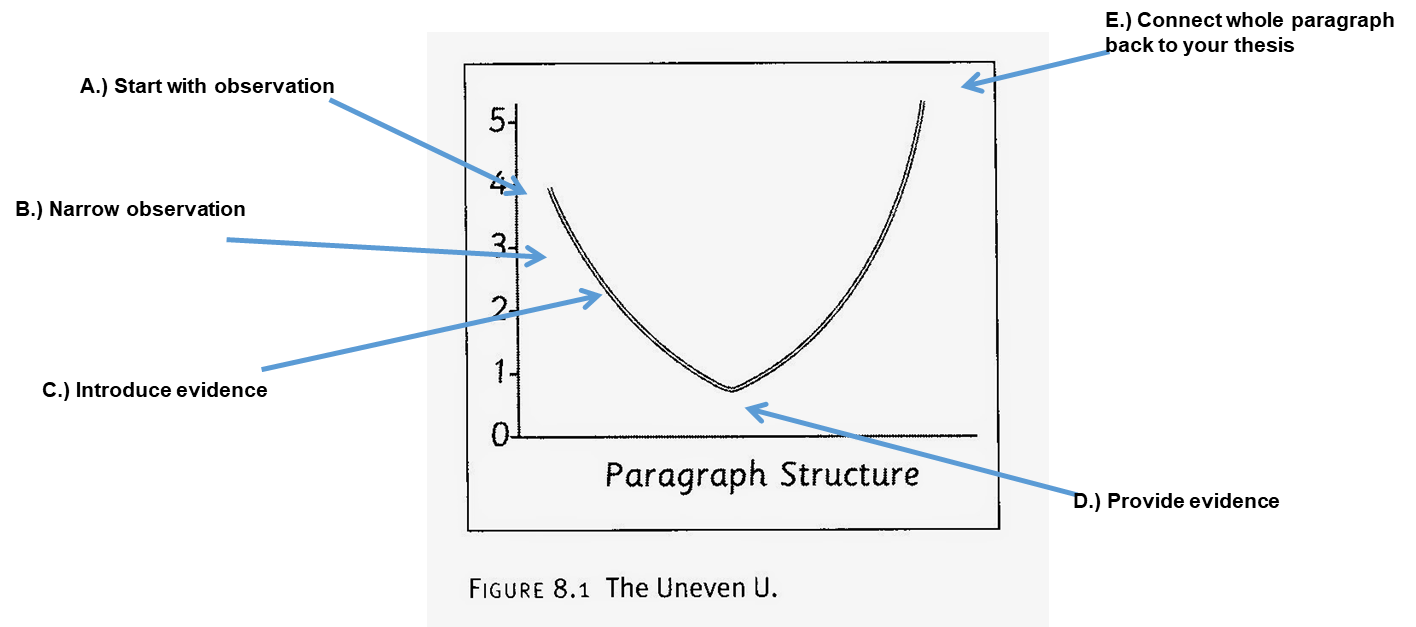 E.) Connect whole paragraph
back to your thesis
A.) Start with observation
5
4
B.) Narrow observation
3
2
1
C.) Introduce evidence
0
Paragraph Structure
D.) Provide evidence
FIGURE 8.1 The Uneven U.